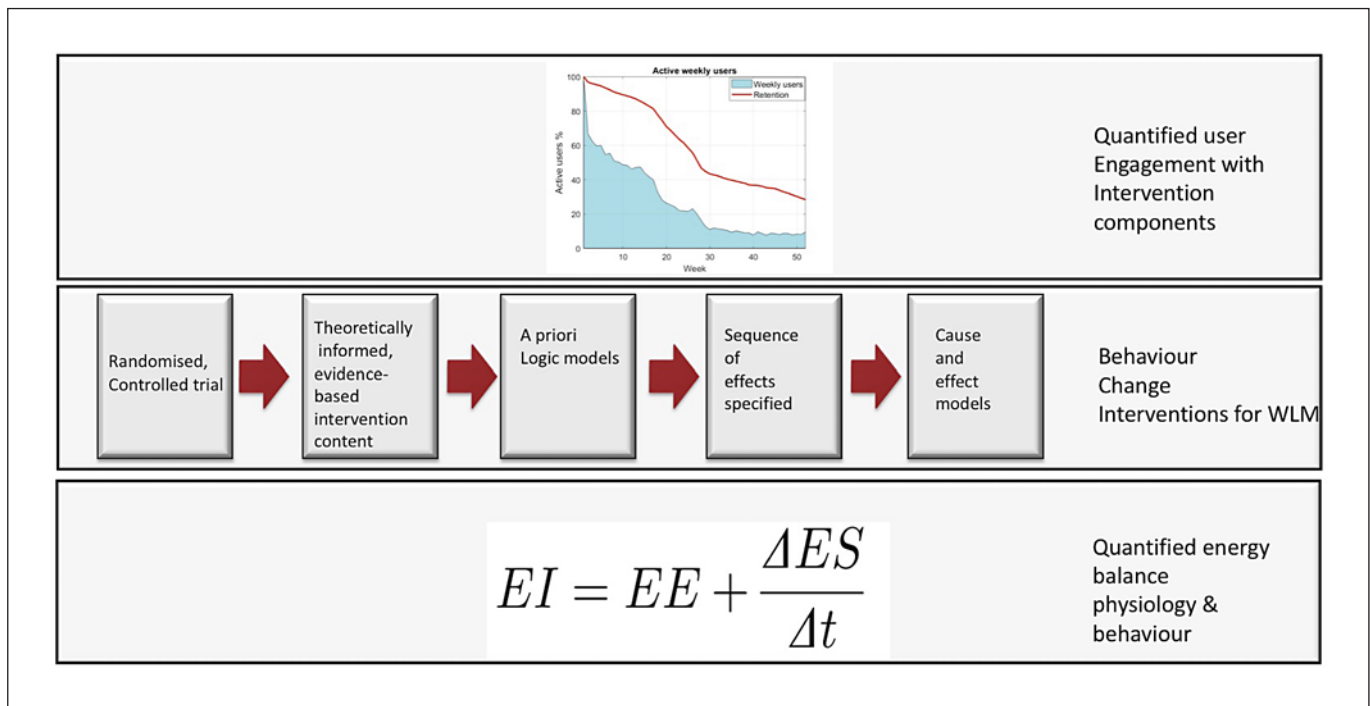 Active weekly users
Weekly users
Retention
100
80
60
40
20
0
Active users %
10 20 30 40 50
Week
Quantified user
Engagement with
Intervention
components
Randomised,
Controlled trial
Theoretically
informed,
evidence-
based
intervention
content
A priori
Logic models
Sequence
of
effects
specified
Cause
and
effect
models
Behaviour
Change
Interventions for WLM
EI = EE + ΔES/Δt
Quantified energy
balance
physiology &
behaviour